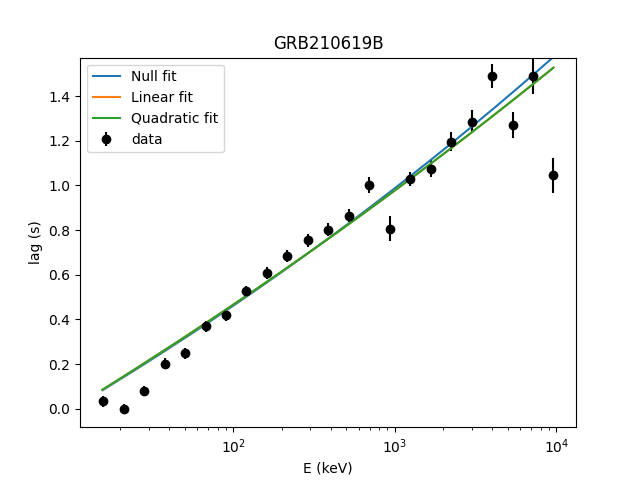 GRB210619B
Null fit
Linear fit
Quadratic fit
data
lag (s)
1.4
1.2
1.0
0.8
0.6
0.4
0.2
0.0
10² 10³ 10⁴
E (keV)